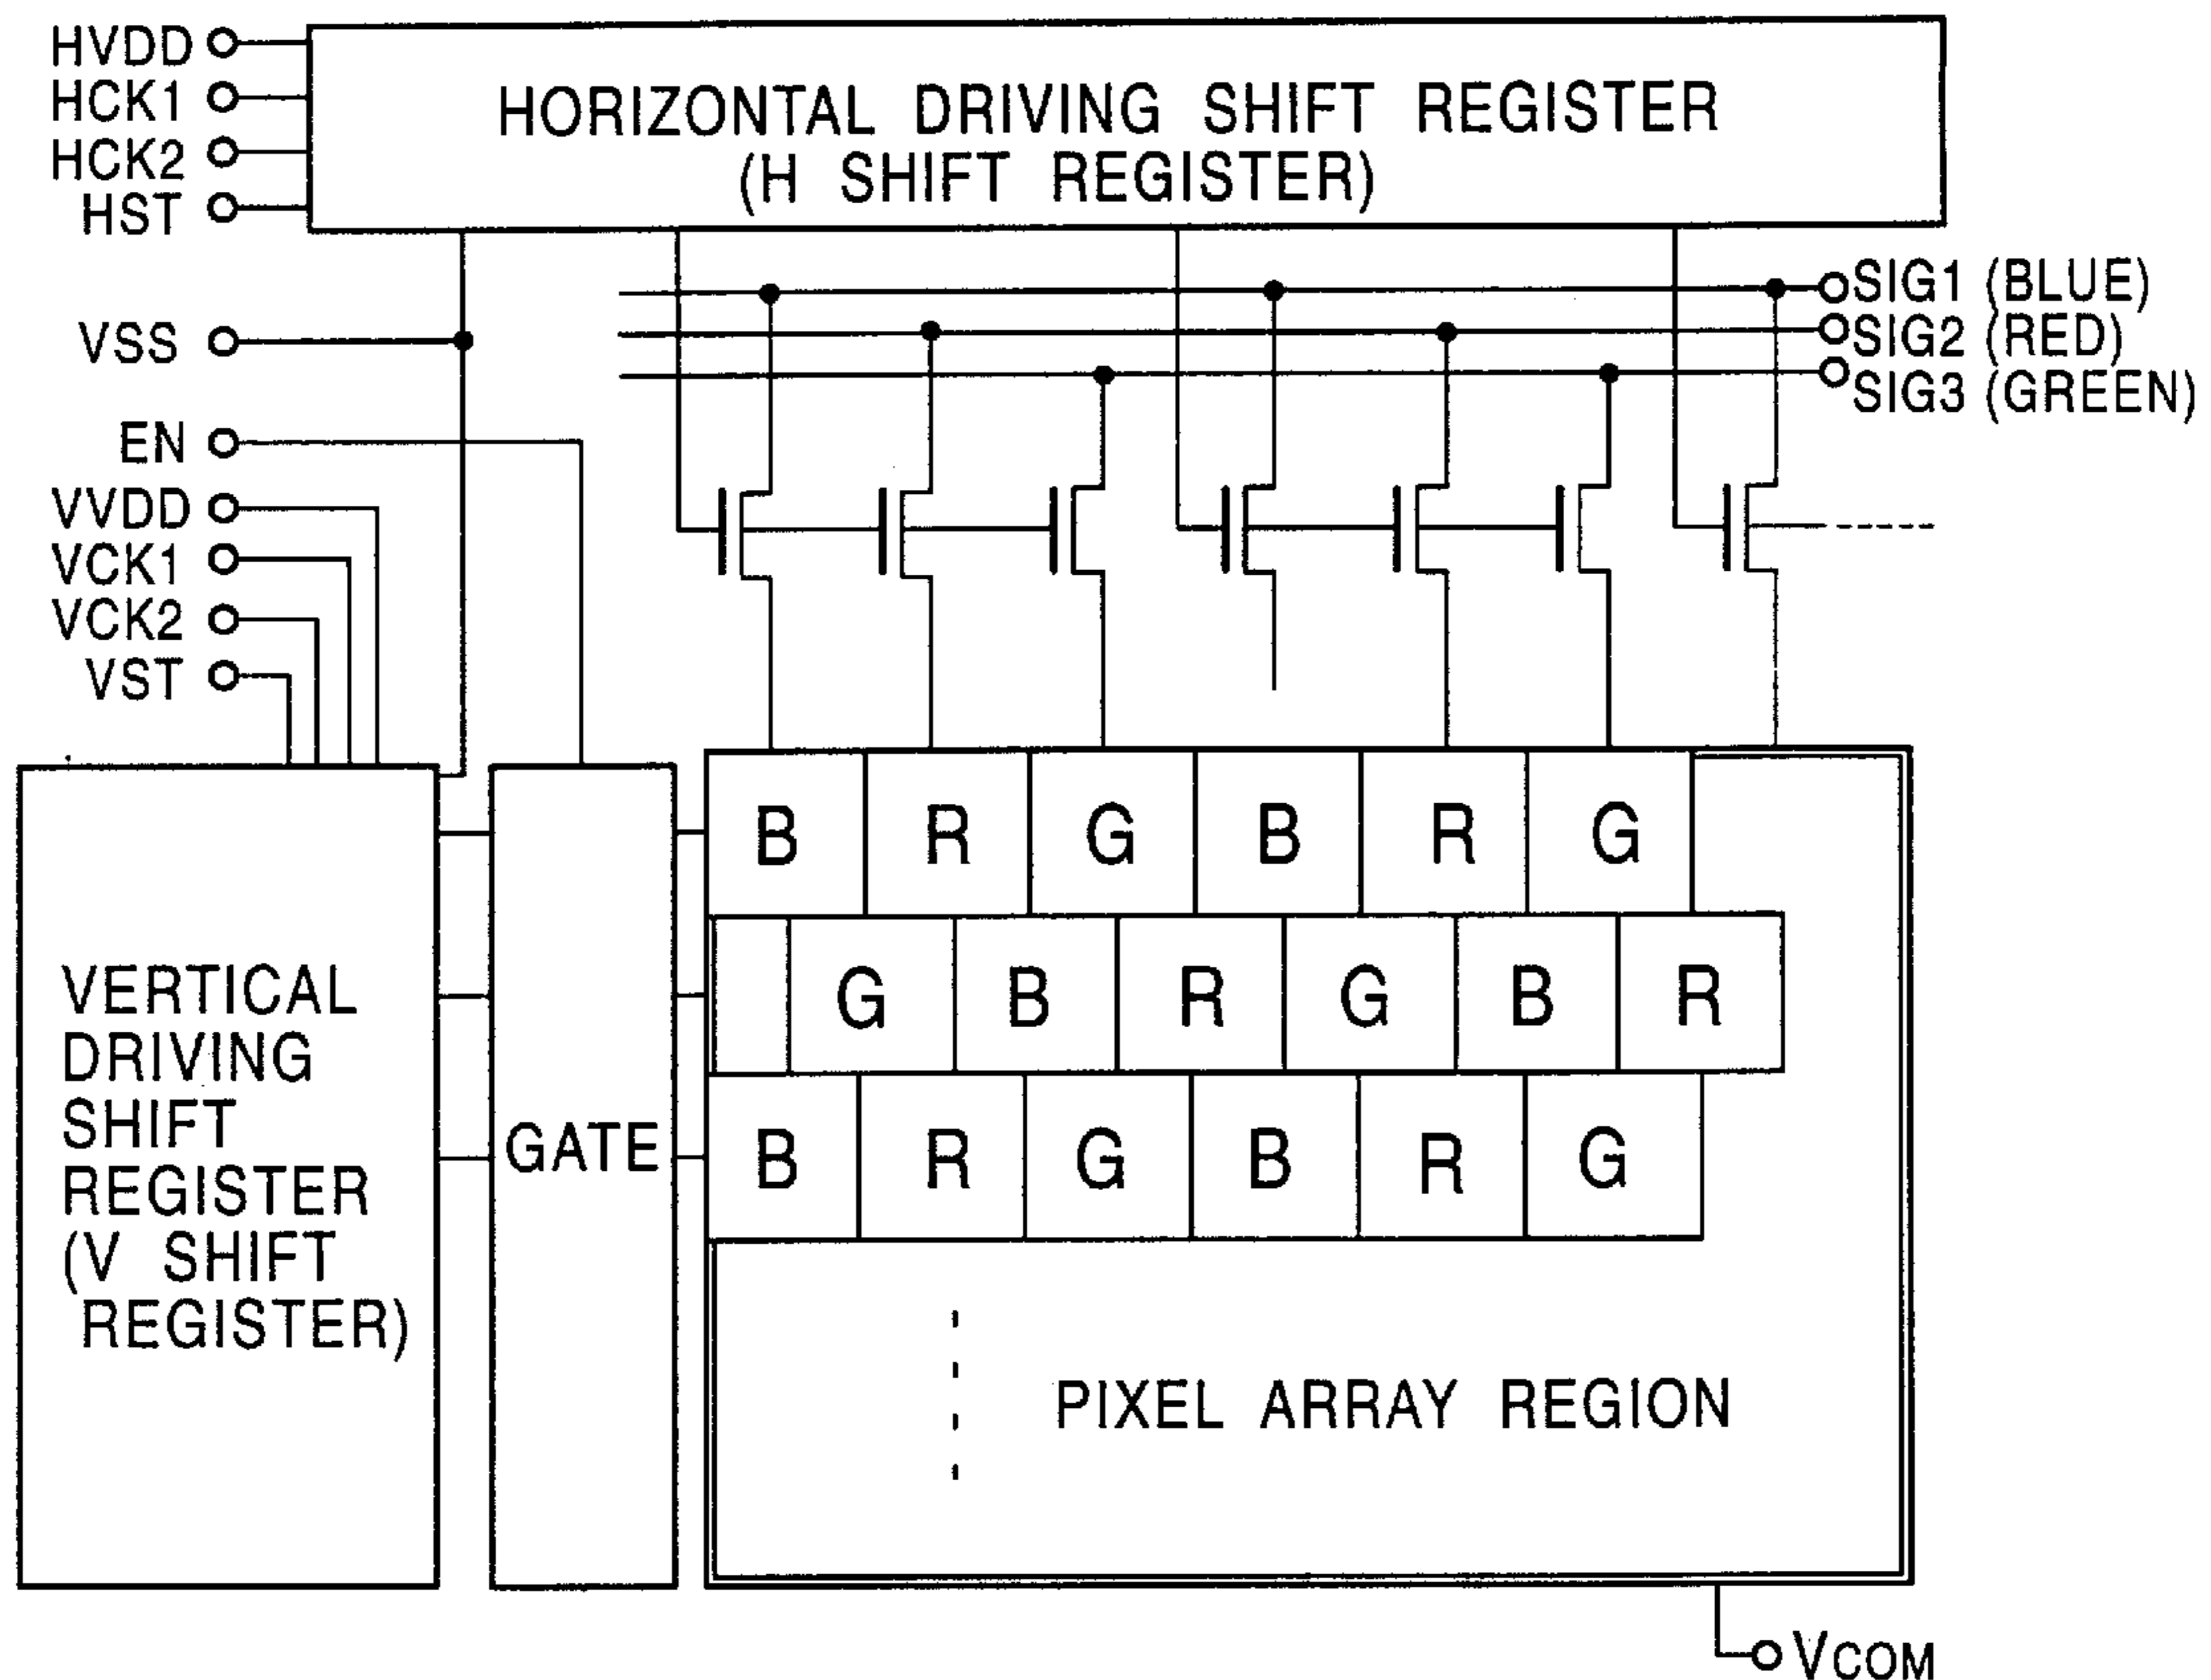 HVDD
HCK1
HCK2
HST
HORIZONTAL DRIVING SHIFT REGISTER
(H SHIFT REGISTER)
SIG1 (BLUE)
SIG2 (RED)
SIG3 (GREEN)
VSS
EN
VVDD
VCK1
VCK2
VST
B R G B R G
G B R G B R
B R G B R G
VERTICAL
DRIVING
SHIFT
REGISTER
(V SHIFT
REGISTER)
GATE
PIXEL ARRAY REGION
VCOM